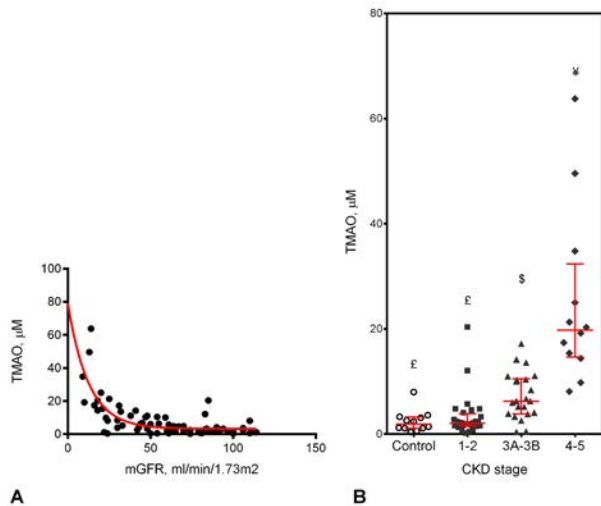 TMAO, μM
100
80
60
40
20
0
0 50 100 150
mGFR, ml/min/1.73m2
A
TMAO, μM
80
60
40
20
0
£
£
$
¥
Control 1-2 3A-3B 4-5
CKD stage
B